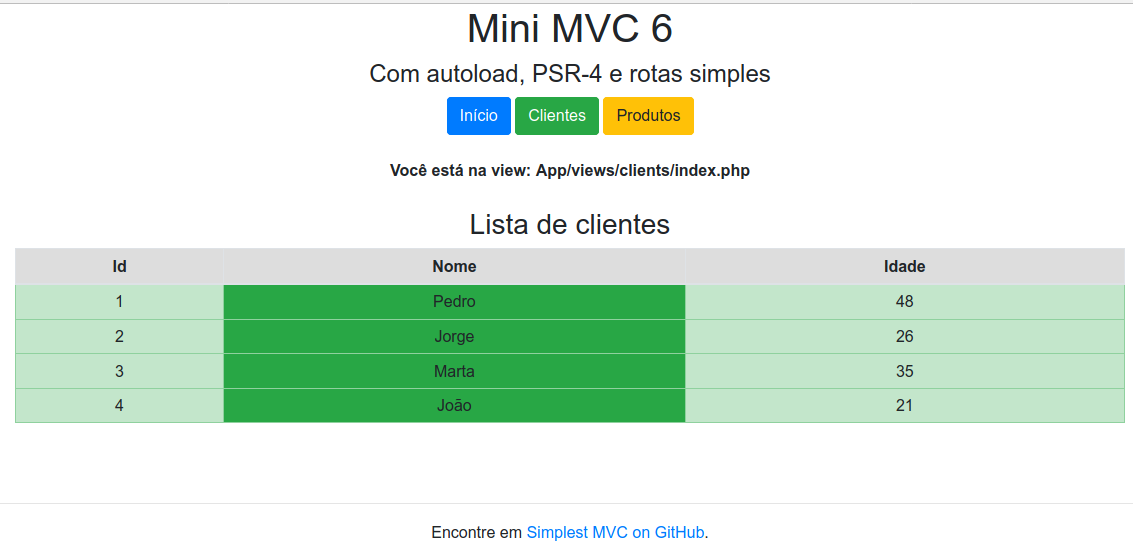 Mini MVC 6
Com autoload, PSR-4 e rotas simples
Início Clientes Produtos
Você está na view: App/views/clients/index.php
Lista de clientes
Id Nome Idade
1 Pedro 48
2 Jorge 26
3 Marta 35
4 João 21
Encontre em Simplest MVC on GitHub.